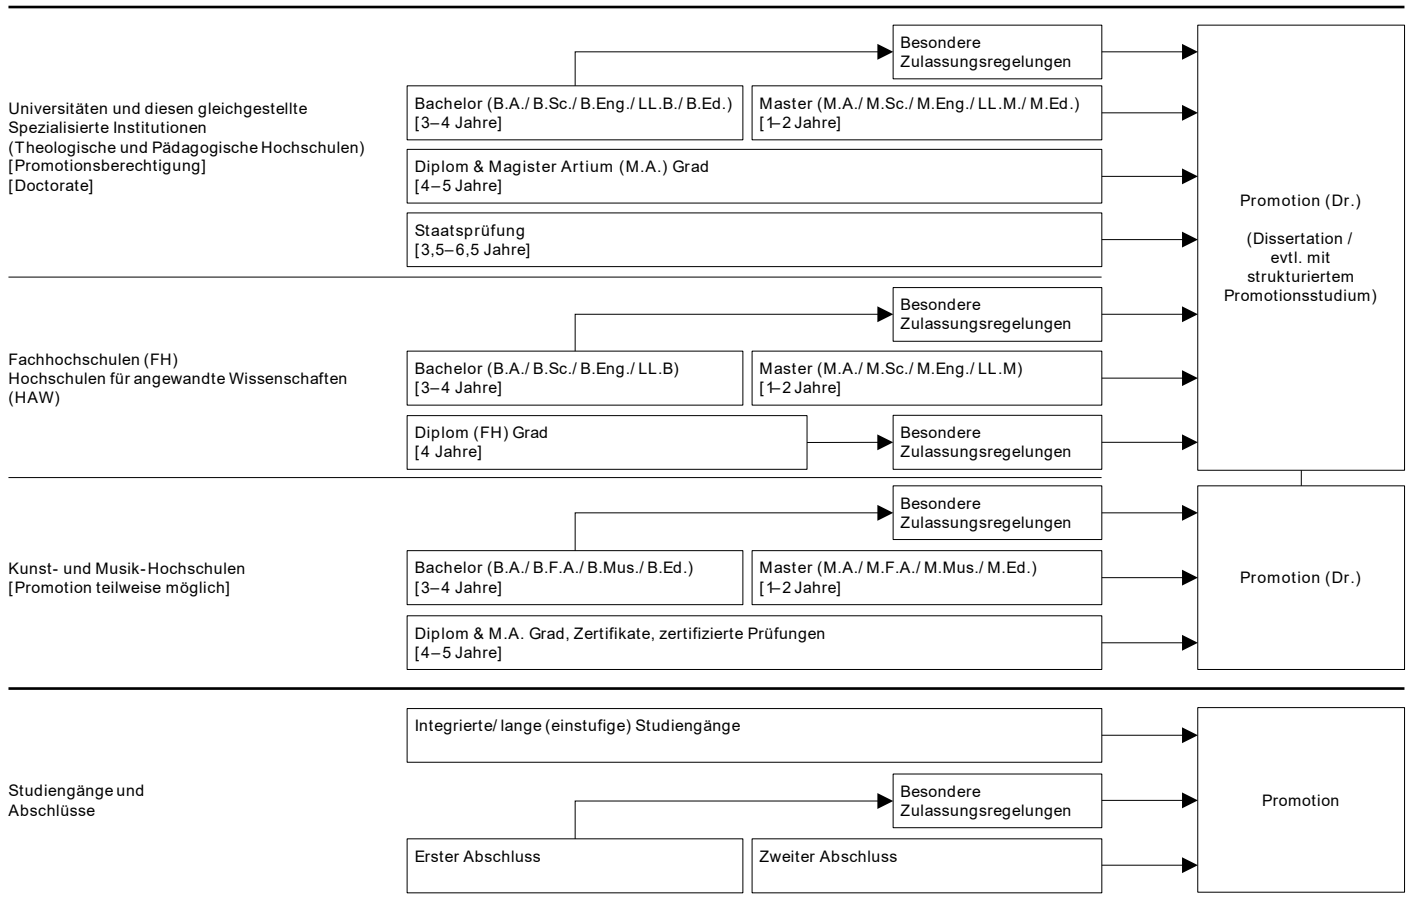 Besondere
Zulassungsregelungen
Universitäten und diesen gleichgestellte
Spezialisierte Institutionen
(Theologische und Pädagogische Hochschulen)
[Promotionsberechtigung]
[Doctorate]
Bachelor (B.A./ B.Sc./ B.Eng./ LL.B./ B.Ed.)
[3–4 Jahre]
Master (M.A./ M.Sc./ M.Eng./ LL.M./ M.Ed.)
[1–2 Jahre]
Diplom & Magister Artium (M.A.) Grad
[4–5 Jahre]
Staatsprüfung
[3,5–6,5 Jahre]
Promotion (Dr.)
(Dissertation /
evtl. mit
strukturiertem
Promotionsstudium)
Besondere
Zulassungsregelungen
Fachhochschulen (FH)
Hochschulen für angewandte Wissenschaften
(HAW)
Bachelor (B.A./ B.Sc./ B.Eng./ LL.B)
[3–4 Jahre]
Master (M.A./ M.Sc./ M.Eng./ LL.M)
[1–2 Jahre]
Diplom (FH) Grad
[4 Jahre]
Besondere
Zulassungsregelungen
Besondere
Zulassungsregelungen
Kunst- und Musik-Hochschulen
[Promotion teilweise möglich]
Bachelor (B.A./ B.F.A./ B.Mus./ B.Ed.)
[3–4 Jahre]
Master (M.A./ M.F.A./ M.Mus./ M.Ed.)
[1–2 Jahre]
Promotion (Dr.)
Diplom & M.A. Grad, Zertifikate, zertifizierte Prüfungen
[4–5 Jahre]
Integrierte/ lange (einstufige) Studiengänge
Studiengänge und
Abschlüsse
Besondere
Zulassungsregelungen
Promotion
Erster Abschluss
Zweiter Abschluss